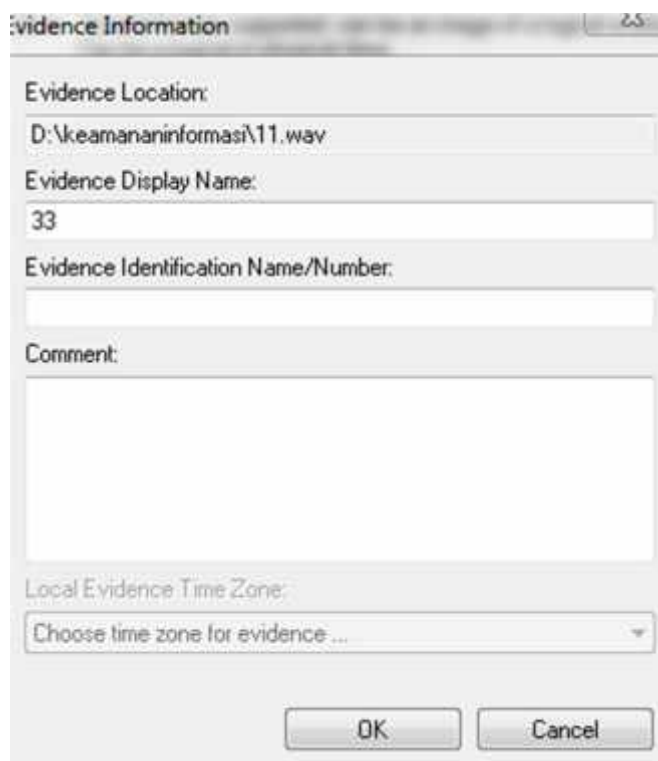 vidence Information
Evidence Location:
D:\keamananinformasi\11.wav
Evidence Display Name:
33
Evidence Identification Name/Number:
Comment:
Local Evidence Time Zone:
Choose time zone for evidence ...
OK
Cancel